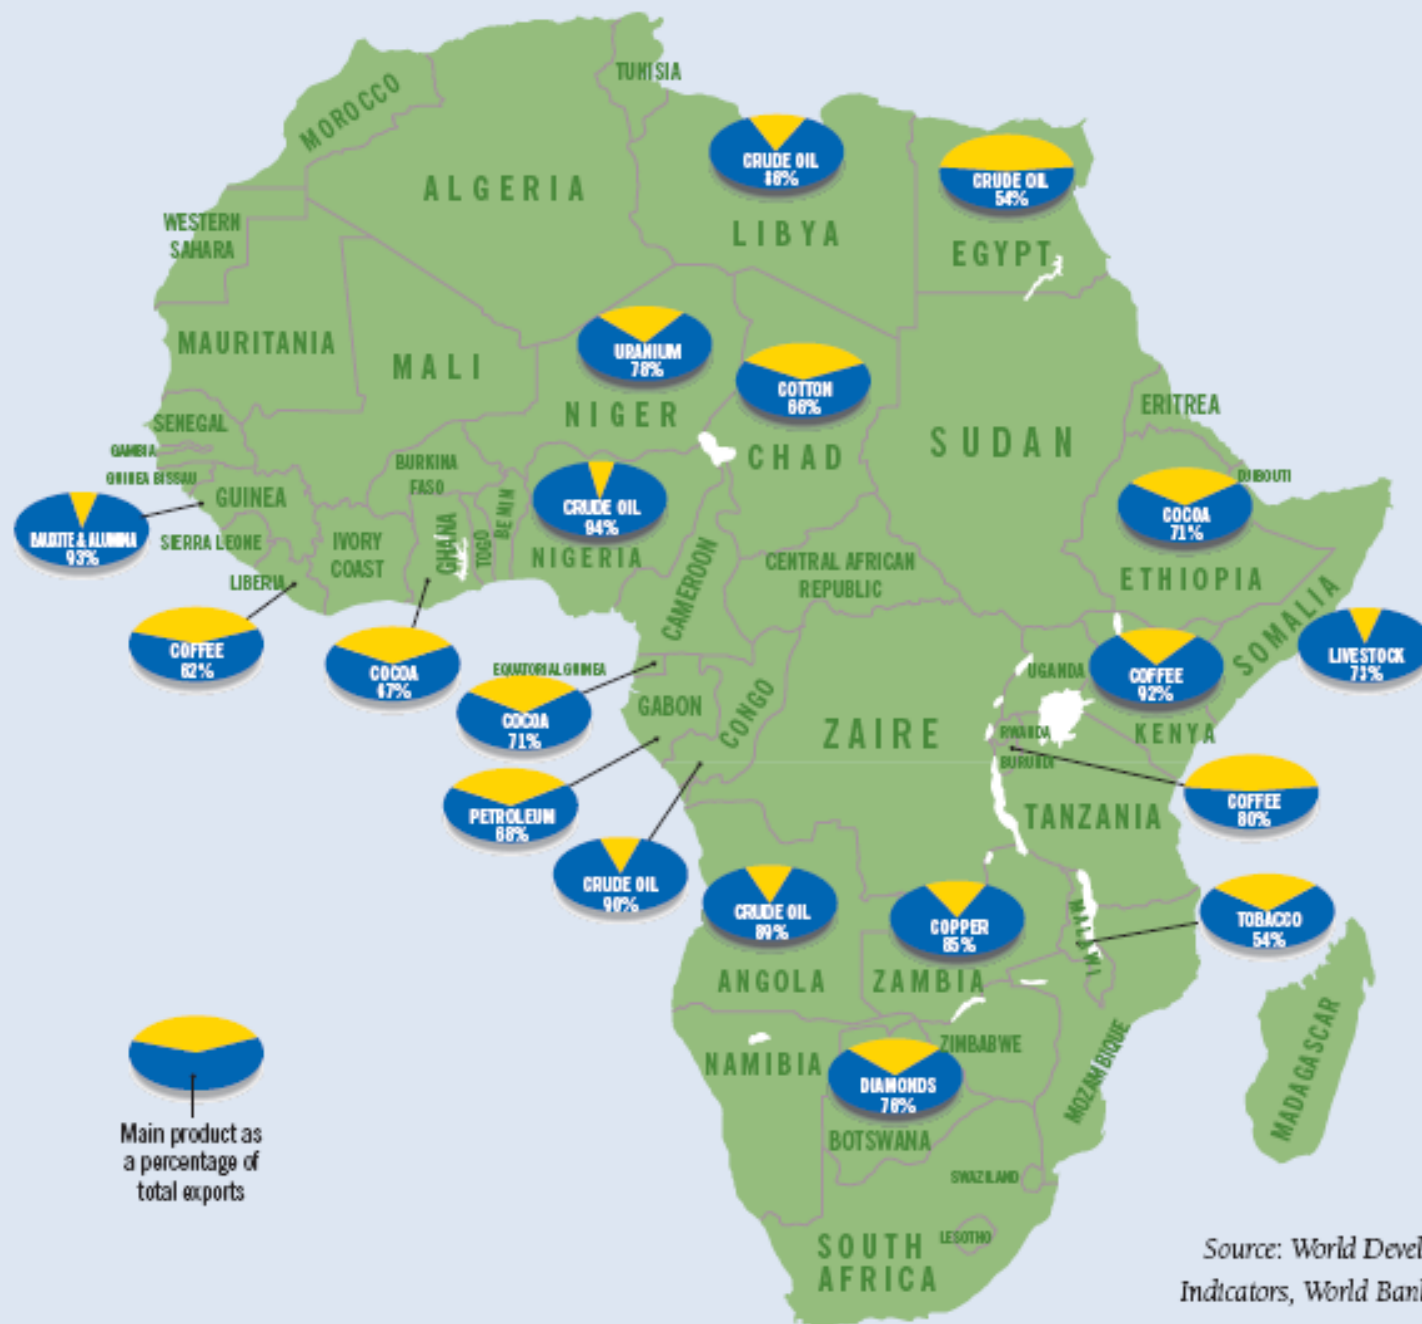 TUNISIA
MOROCCO
ALGERIA
CRUDE OIL
LIBYA
CRUDE OIL
54%
EGYPT
WESTERN
SAHARA
MAURITANIA
MALI
URANIUM
78%
NIGER
COTTON
66%
CHAD
SUDAN
ERITREA
SENEGAL
GAMBIA
GUINEA BISSAU
GUINEA
BURKINA
FASO
BENIN
CRUDE OIL
94%
NIGERIA
DJIBOUTI
COCOA
71%
ETHIOPIA
BAUXITE & ALUMINA
93%
SIERRA LEONE
IVORY
COAST
GHANA
TOGO
CAMEROON
CENTRAL AFRICAN
REPUBLIC
SOMALIA
LIBERIA
COFFEE
62%
COCOA
EQUATORIAL GUINEA
COCOA
71%
GABON
CONGO
ZAIRE
UGANDA
COFFEE
92%
LIVESTOCK
73%
KENYA
RWANDA
BURUNDI
PETROLEUM
68%
TANZANIA
COFFEE
80%
CRUDE OIL
90%
CRUDE OIL
89%
ANGOLA
COPPER
85%
ZAMBIA
MALAWI
TOBACCO
54%
NAMIBIA
ZIMBABWE
MOZAMBIQUE
MADAGASCAR
DIAMONDS
78%
BOTSWANA
SWAZILAND
LESOTHO
SOUTH
AFRICA
Main product as
a percentage of
total exports
Source: World Devel
Indicators, World Bank